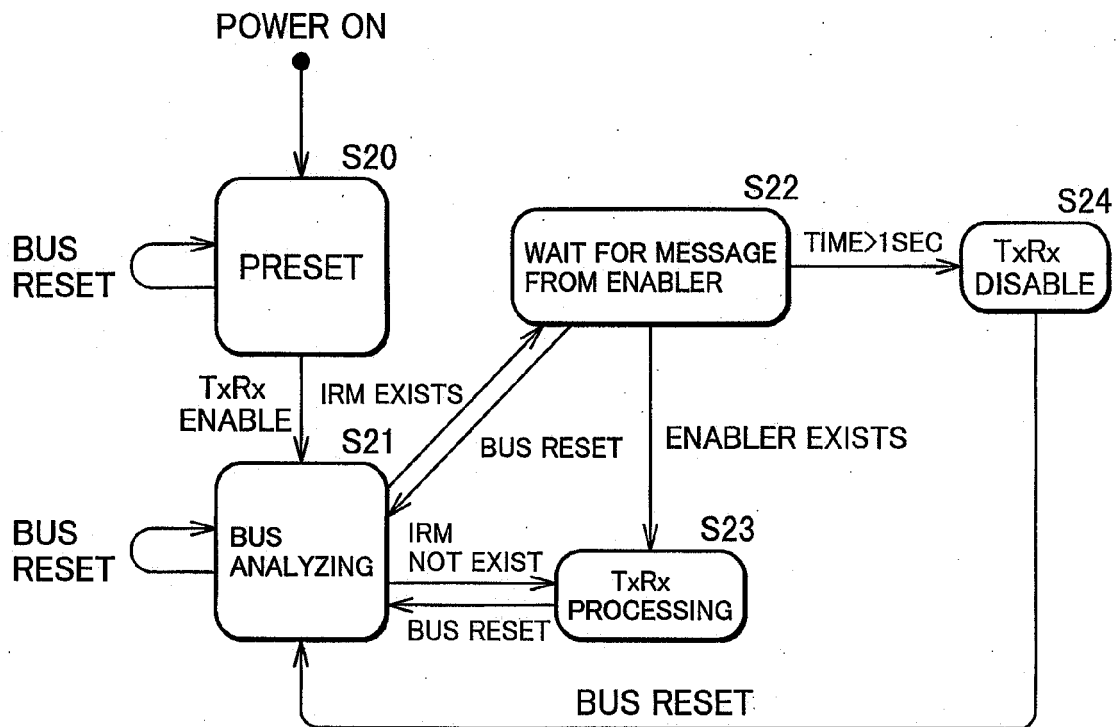 POWER ON
S20
BUS
RESET
PRESET
S22
WAIT FOR MESSAGE
FROM ENABLER
TIME>1SEC
S24
TxRx
DISABLE
TxRx
ENABLE
IRM EXISTS
BUS RESET
ENABLER EXISTS
S21
BUS
RESET
BUS
ANALYZING
IRM
NOT EXIST
BUS RESET
S23
TxRx
PROCESSING
BUS RESET